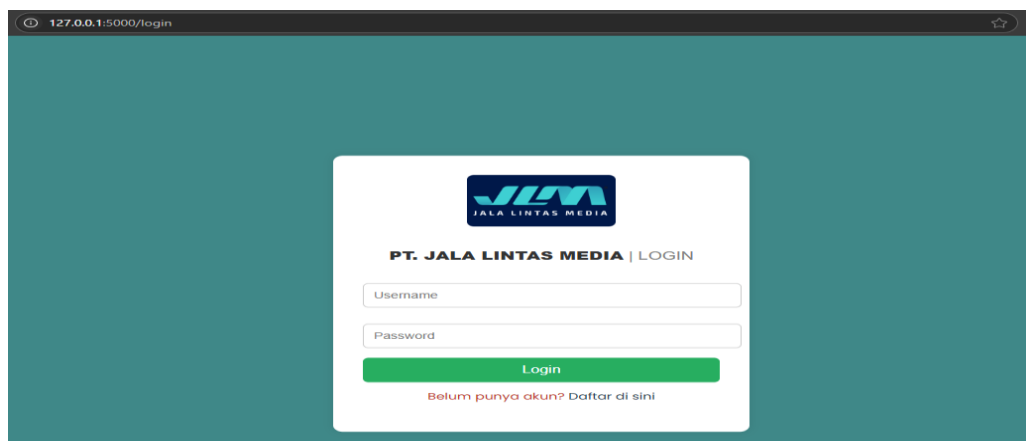 127.0.0.1:5000/login
JLM
JALA LINTAS MEDIA
PT. JALA LINTAS MEDIA | LOGIN
Username
Password
Login
Belum punya akun? Daftar di sini